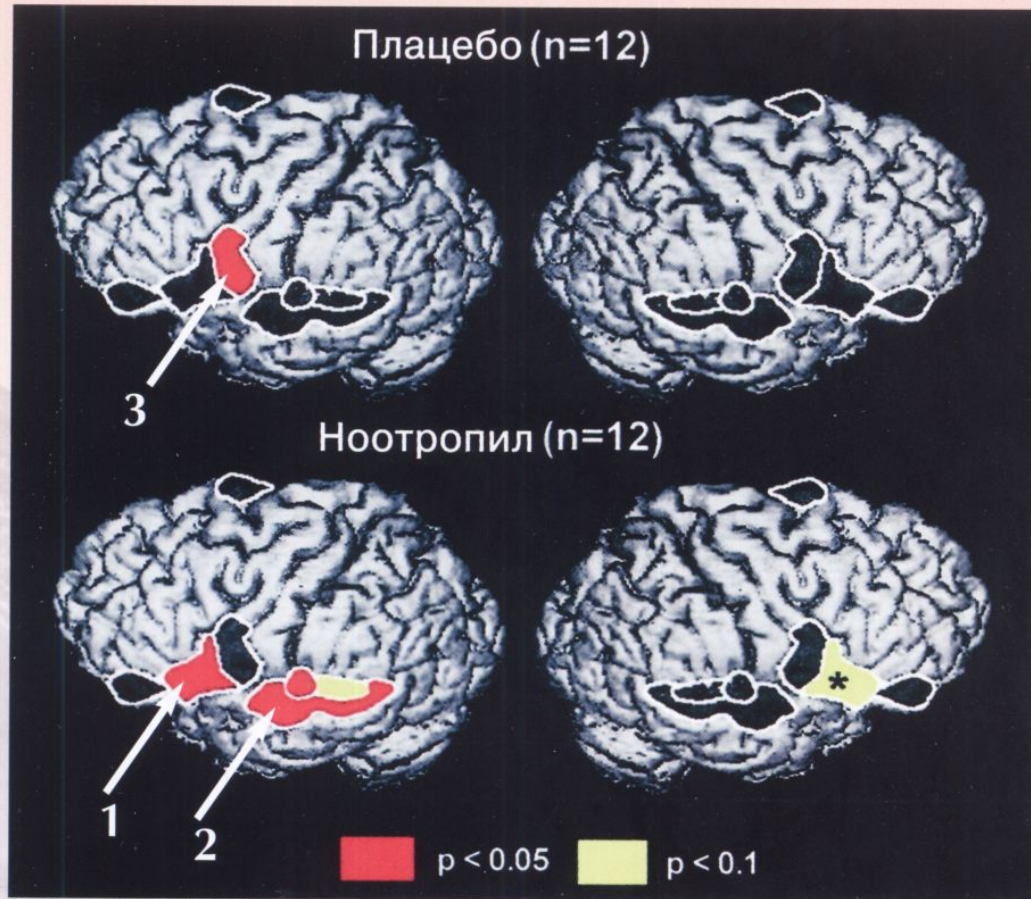 Плацебо (n=12)
3
Ноотропил (n=12)
*
1
2
p < 0.05
p < 0.1